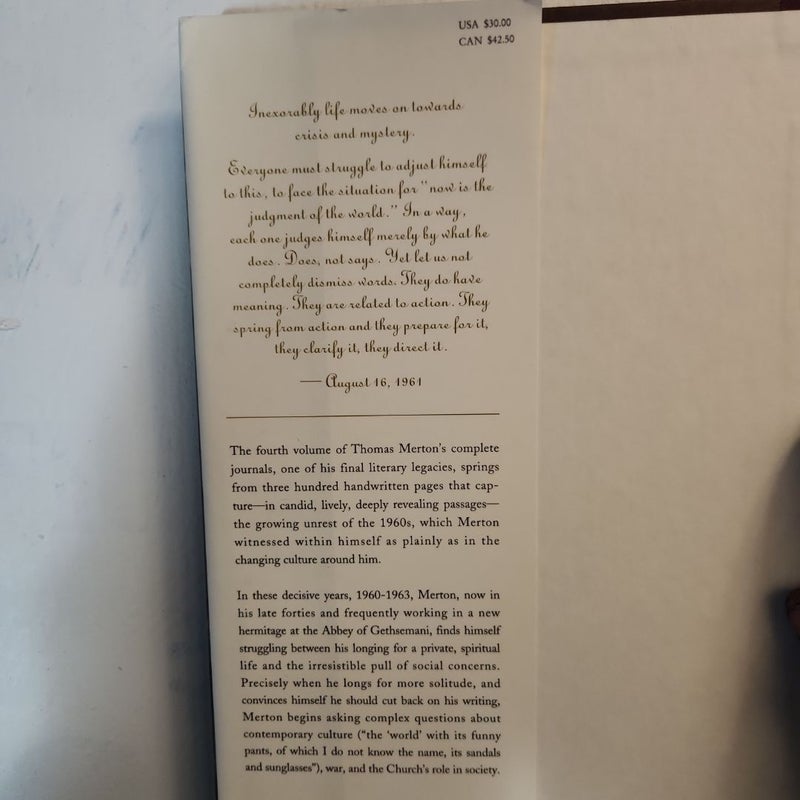 USA $30.00
CAN $42.50
Inexorably life moves on towards
crisis and mystery.
Everyone must struggle to adjust himself
to this, to face the situation for "now is the
judgment of the world." In a way,
each one judges himself merely by what he
does. Does, not says. Yet let us not
completely dismiss words. They do have
meaning. They are related to action. They
spring from action and they prepare for it,
they clarify it, they direct it.
— August 16, 1961
The fourth volume of Thomas Merton's complete
journals, one of his final literary legacies, springs
from three hundred handwritten pages that cap-
ture—in candid, lively, deeply revealing passages—
the growing unrest of the 1960s, which Merton
witnessed within himself as plainly as in the
changing culture around him.
In these decisive years, 1960-1963, Merton, now in
his late forties and frequently working in a new
hermitage at the Abbey of Gethsemani, finds himself
struggling between his longing for a private, spiritual
life and the irresistible pull of social concerns.
Precisely when he longs for more solitude, and
convinces himself he should cut back on his writing,
Merton begins asking complex questions about
contemporary culture ("the 'world' with its funny
pants, of which I do not know the name, its sandals
and sunglasses"), war, and the Church's role in society.